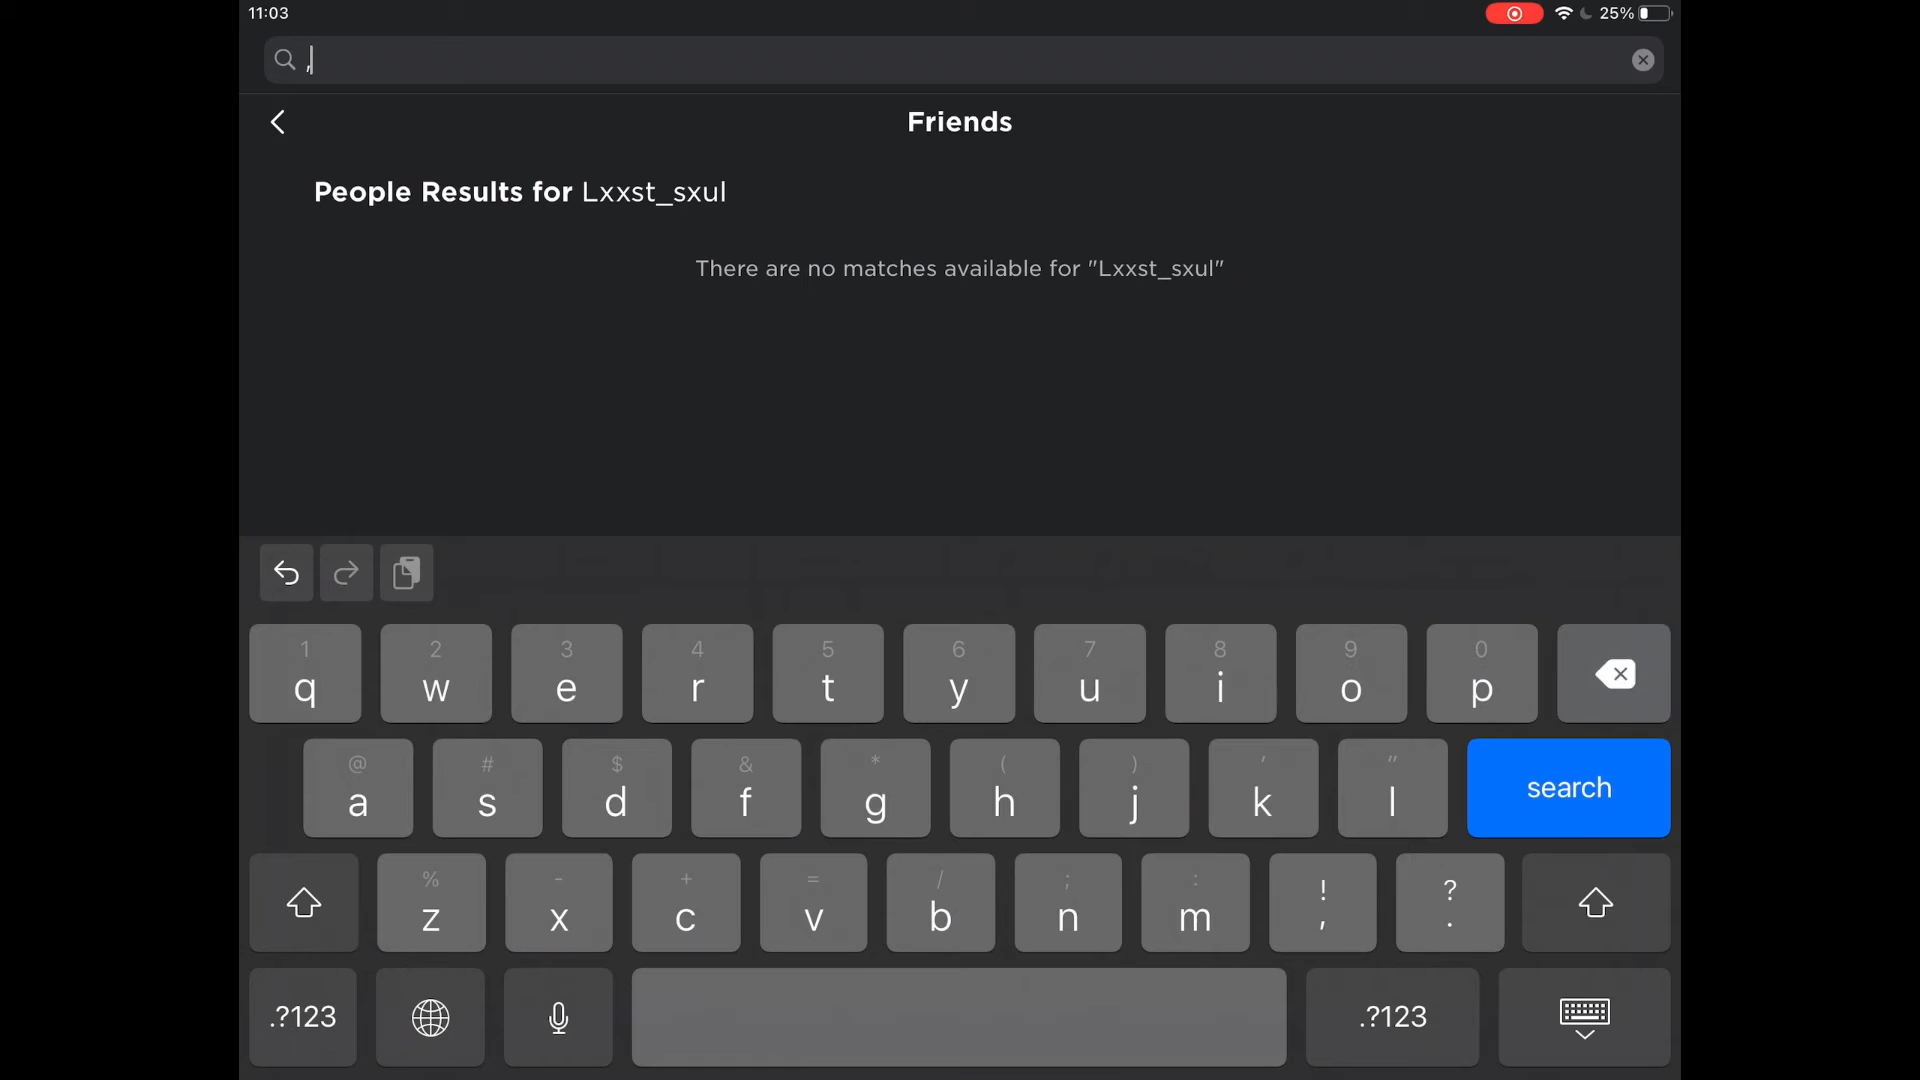 11:03
25%
,
Friends
People Results for Lxxst_sxul
There are no matches available for "Lxxst_sxul"
1 2 3 4 5 6 7 8 9 0
q w e r t y u i o p
@ # $ & * ( ) ' "
a s d f g h j k l search
% - + = / ; : ! ?
z x c v b n m , .
.?123 .?123